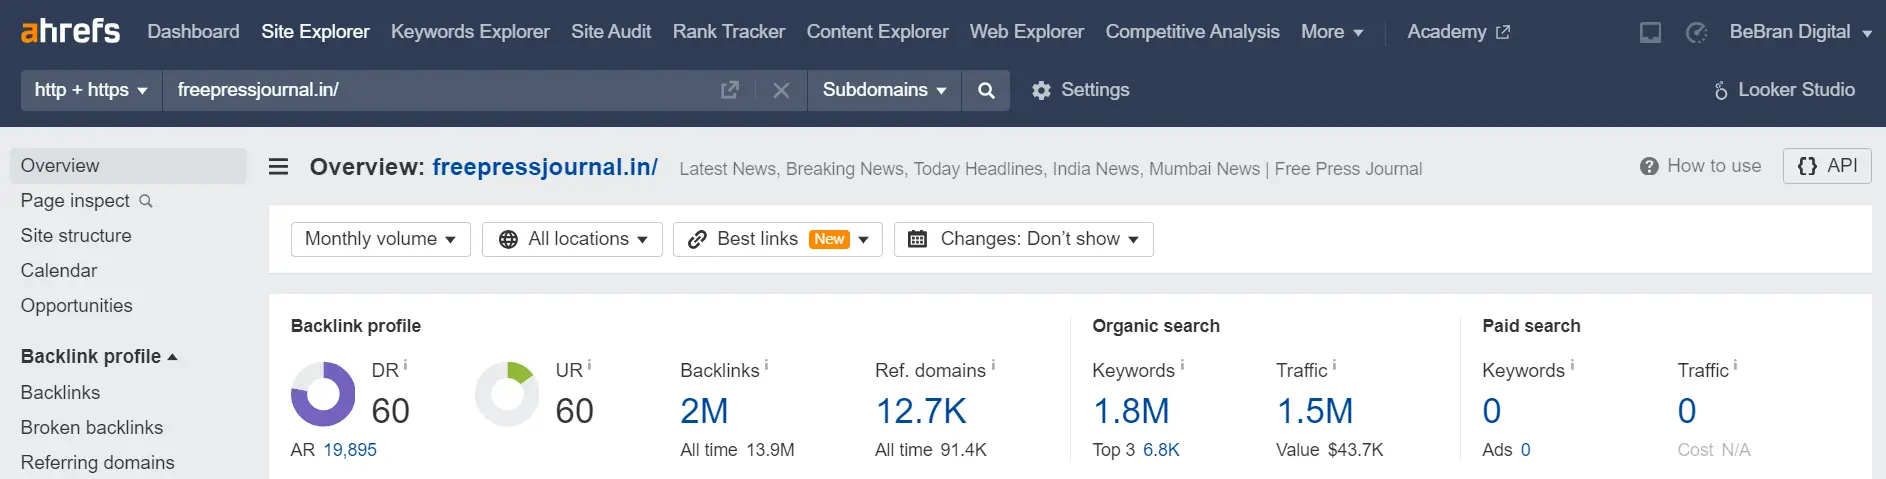 ahrefs Dashboard Site Explorer Keywords Explorer Site Audit Rank Tracker Content Explorer Web Explorer Competitive Analysis More Academy BeBran Digital
http + https freepressjournal.in/ Subdomains Settings Looker Studio
Overview
Page inspect
Site structure
Calendar
Opportunities
Backlink profile
Backlinks
Broken backlinks
Referring domains
Overview: freepressjournal.in/ Latest News, Breaking News, Today Headlines, India News, Mumbai News | Free Press Journal How to use {} API
Monthly volume All locations Best links New Changes: Don't show
Backlink profile
DR i UR i Backlinks i Ref. domains i
60 60 2M 12.7K
AR 19,895 All time 13.9M All time 91.4K
Organic search
Keywords i Traffic i
1.8M 1.5M
Top 3 6.8K Value $43.7K
Paid search
Keywords i Traffic i
0 0
Ads 0 Cost N/A